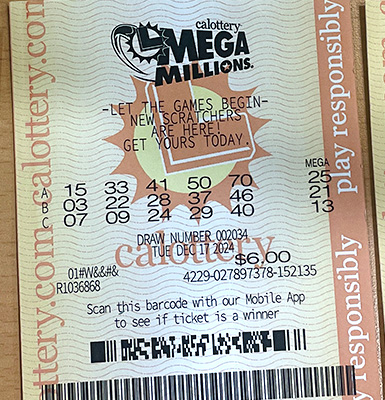 calottery
MEGA
MILLIONS.
-LET THE GAMES BEGIN-
NEW SCRATCHERS
ARE HERE!
GET YOURS TODAY.
MEGA
A 15 33 41 50 70 25
B 03 22 28 37 46 21
C 07 09 24 29 40 13
DRAW NUMBER 002034
TUE DEC 17 2024
calottery
$6.00
01#W&&#&
4229-027897378-152135
R1036868
Scan this barcode with our Mobile App
to see if ticket is a winner
ttery.com-calottery.com
play responsibly
responsibly